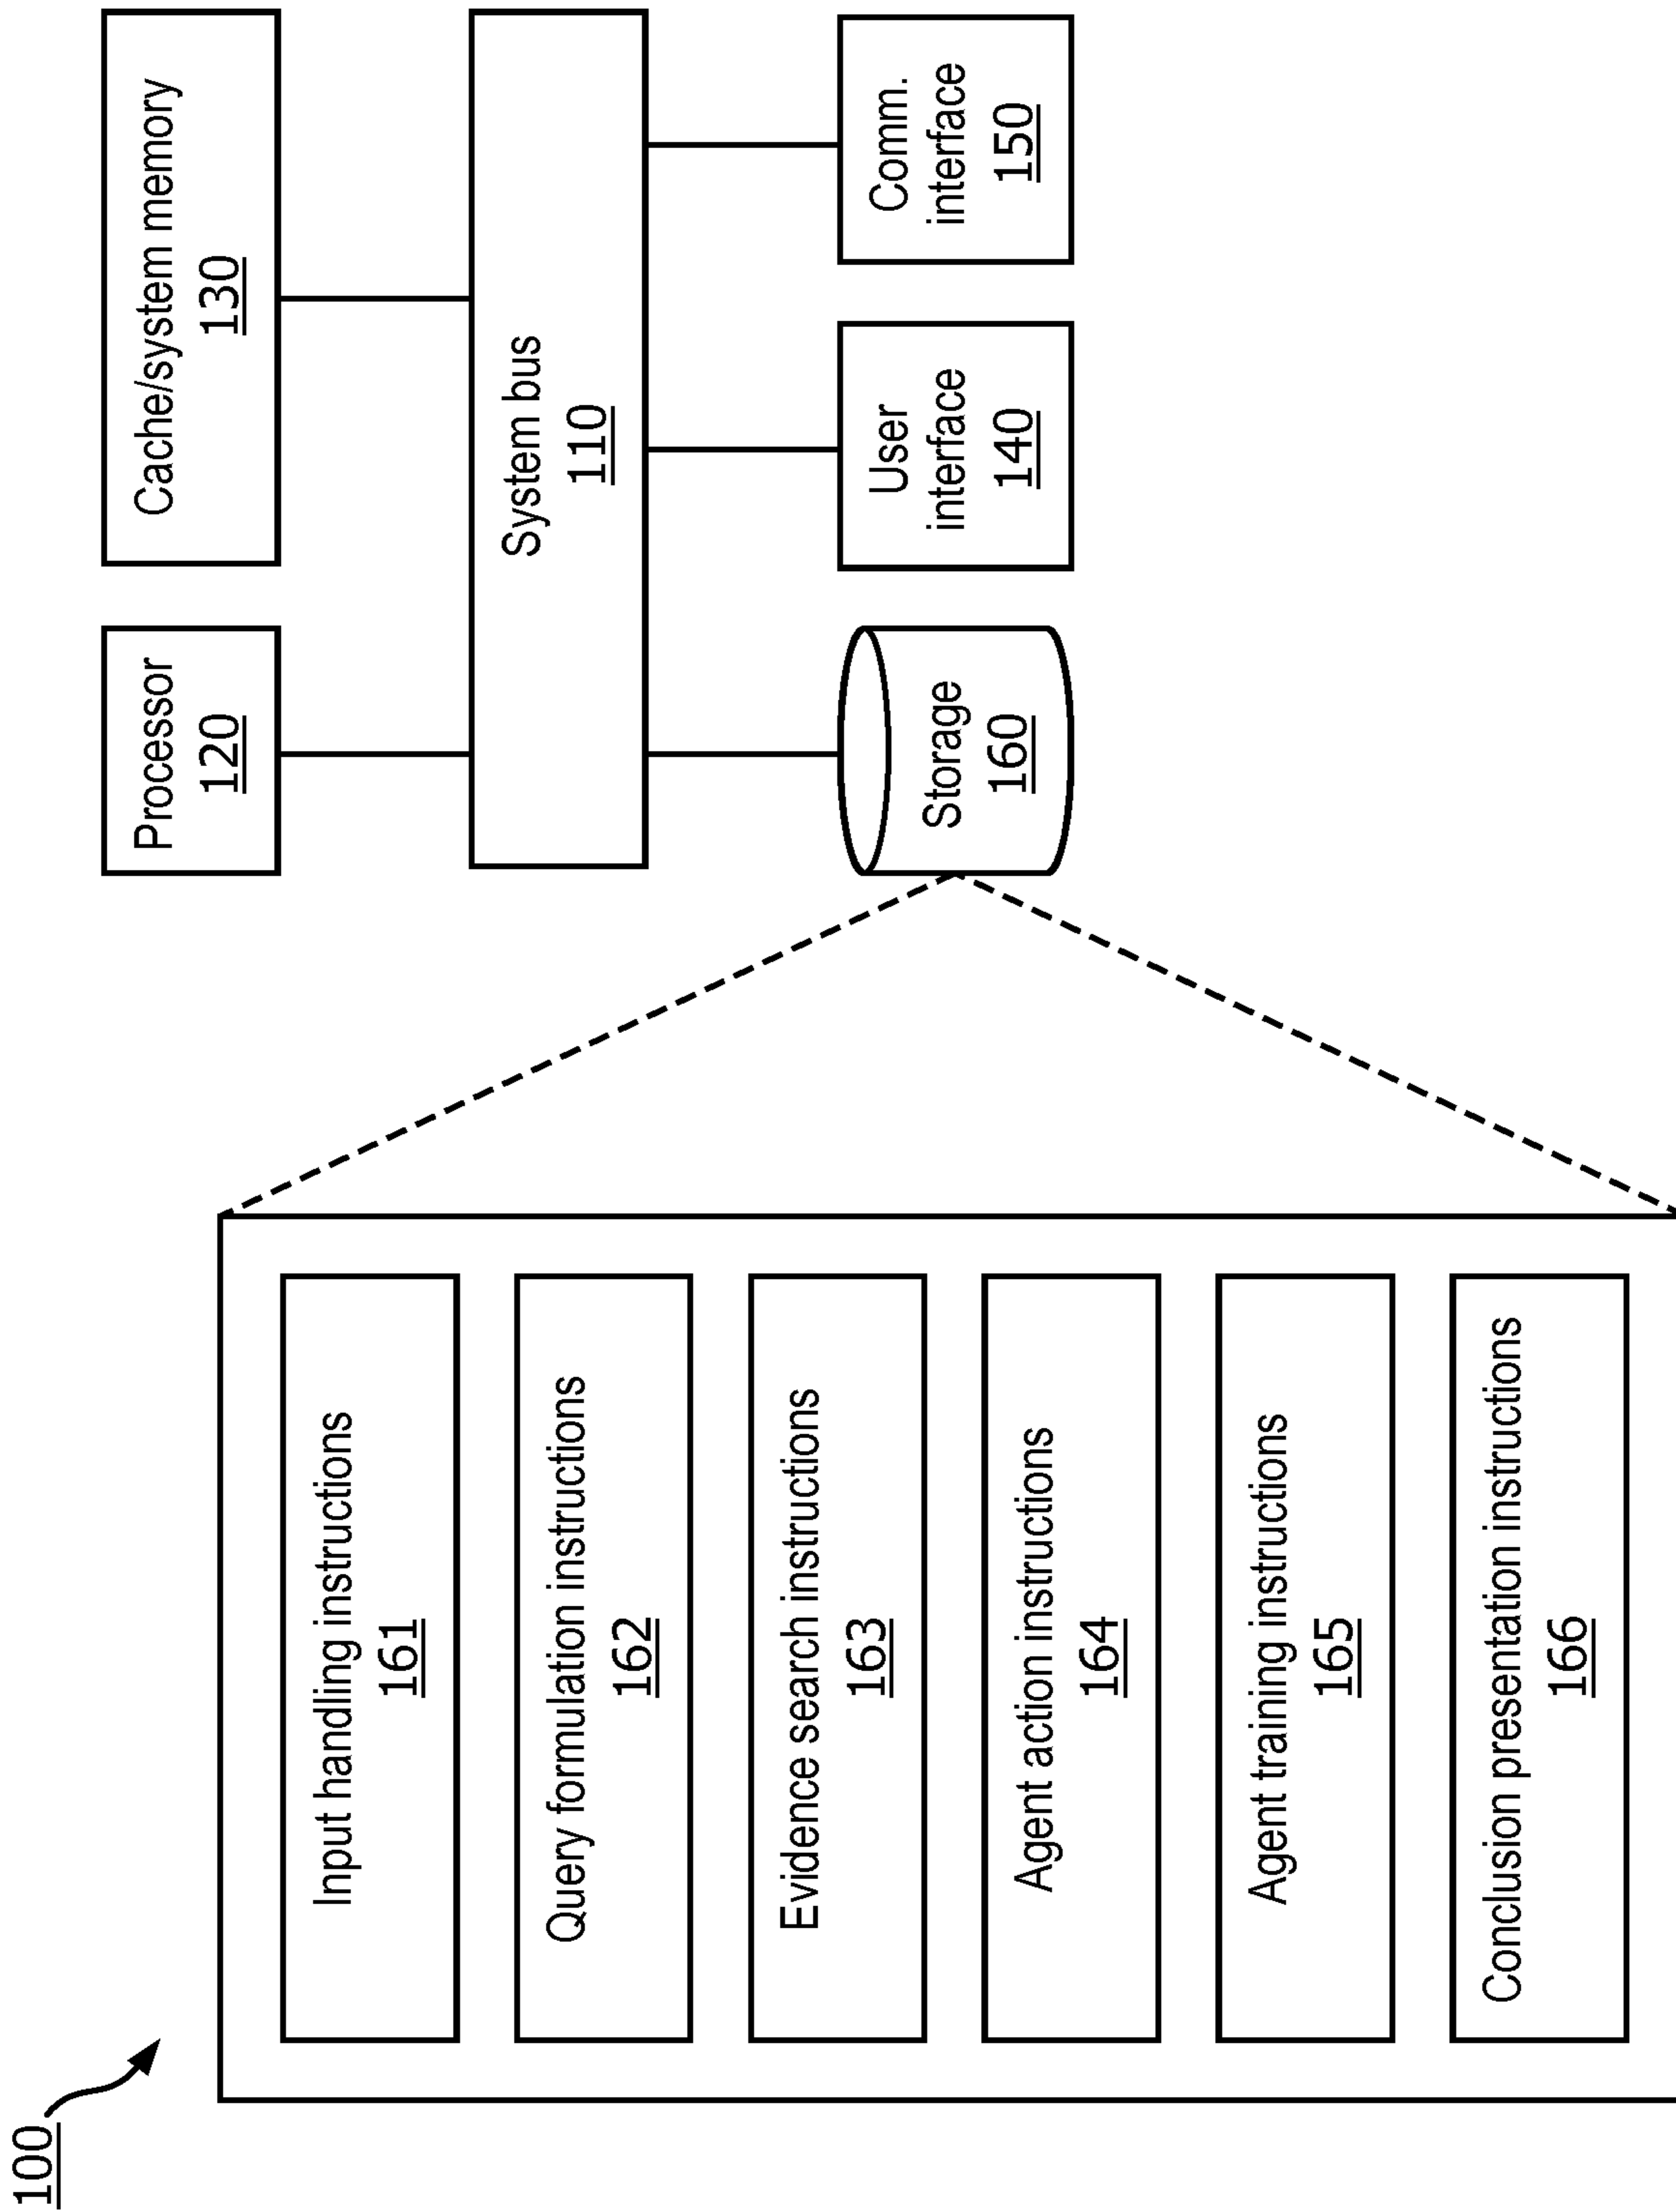 100
Input handling instructions
161
Query formulation instructions
162
Evidence search instructions
163
Agent action instructions
164
Agent training instructions
165
Conclusion presentation instructions
166
Processor
120
Cache/system memory
130
System bus
110
Storage
160
User
interface
140
Comm.
interface
150